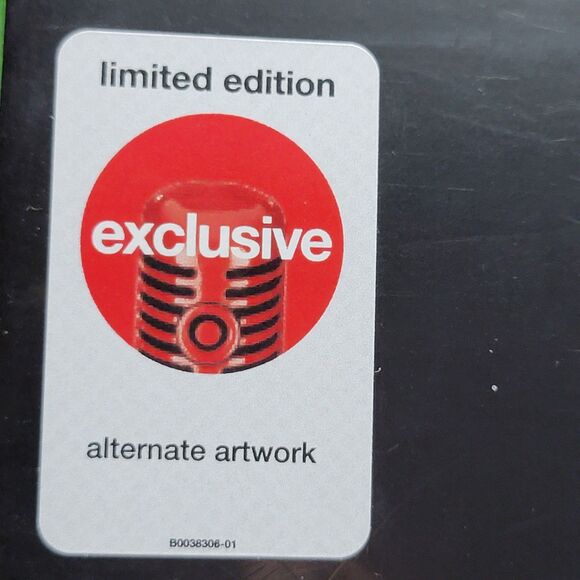 limited edition
exclusive
alternate artwork
B0038306-01